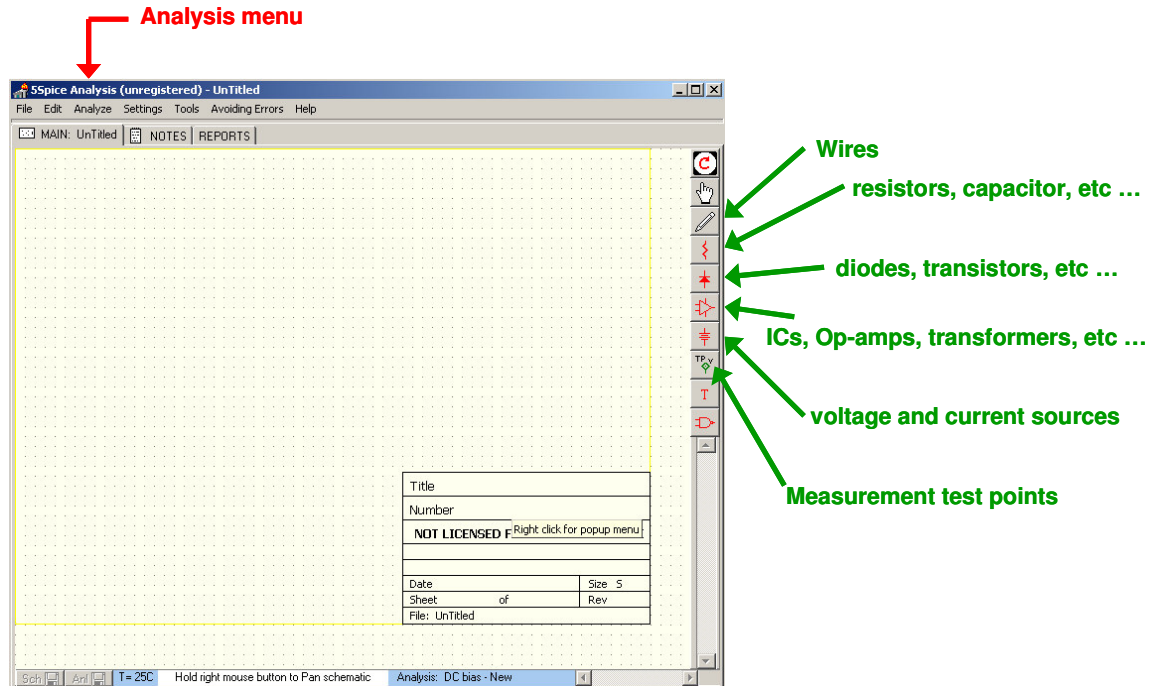 Analysis menu
5Spice Analysis (unregistered) - UnTitled
File Edit Analyze Settings Tools Avoiding Errors Help
MAIN: UnTitled NOTES REPORTS
Wires
resistors, capacitor, etc …
diodes, transistors, etc …
ICs, Op-amps, transformers, etc …
TP V
T
voltage and current sources
Measurement test points
Title
Number
NOT LICENSED F
Right click for popup menu
Date Size S
Sheet of Rev
File: UnTitled
Sch Anl T= 25C Hold right mouse button to Pan schematic Analysis: DC bias - New